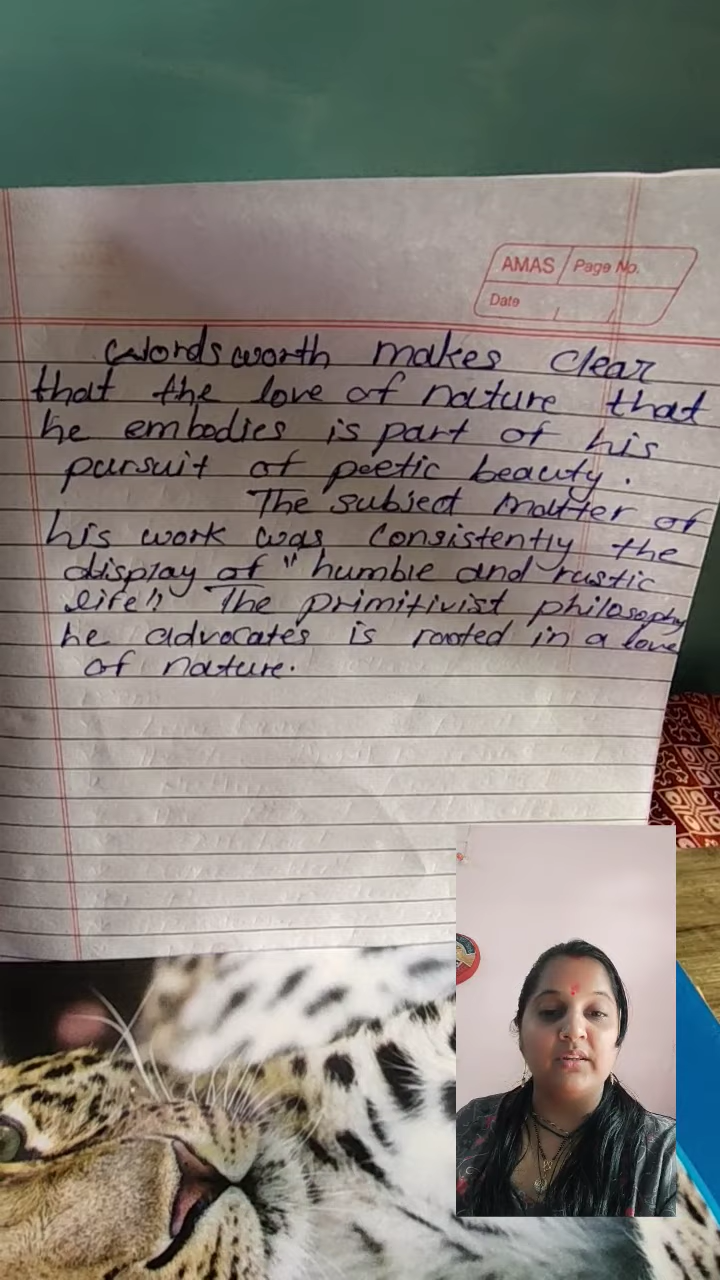 AMAS Page No.
Date
Wordsworth makes clear
that the love of nature that
he embodies is part of his
pursuit of poetic beauty.
The subject matter of
his work was consistently the
display of "humble and rustic
life" The primitivist philosophy
he advocates is rooted in a love
of nature.